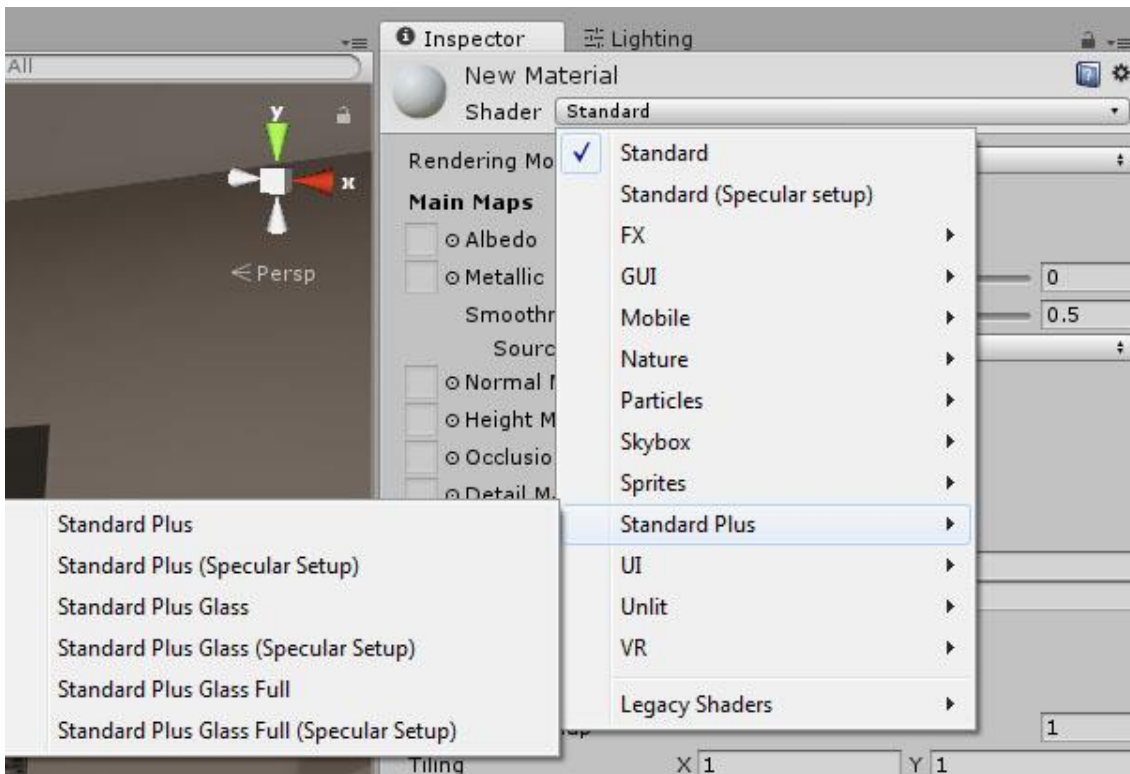 Inspector
Lighting
All
New Material
Shader Standard
y
x
Persp
Rendering Mo
Main Maps
Albedo
Metallic
0
Smoothr
0.5
Sourc
Normal
Height M
Occlusio
Detail M
Standard
Standard (Specular setup)
FX
GUI
Mobile
Nature
Particles
Skybox
Sprites
Standard Plus
UI
Unlit
VR
Legacy Shaders
Standard Plus
Standard Plus (Specular Setup)
Standard Plus Glass
Standard Plus Glass (Specular Setup)
Standard Plus Glass Full
Standard Plus Glass Full (Specular Setup)
1
Tiling X 1 Y 1